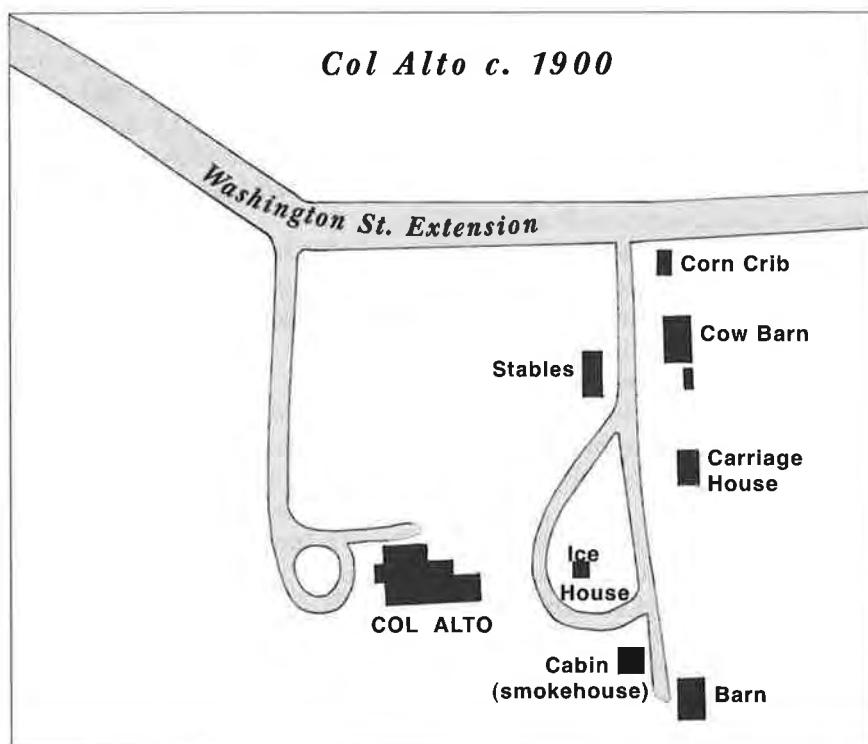 Col Alto c. 1900
Washington St. Extension
Corn Crib
Cow Barn
Stables
Carriage
House
Ice
House
COL ALTO
Cabin
(smokehouse)
Barn